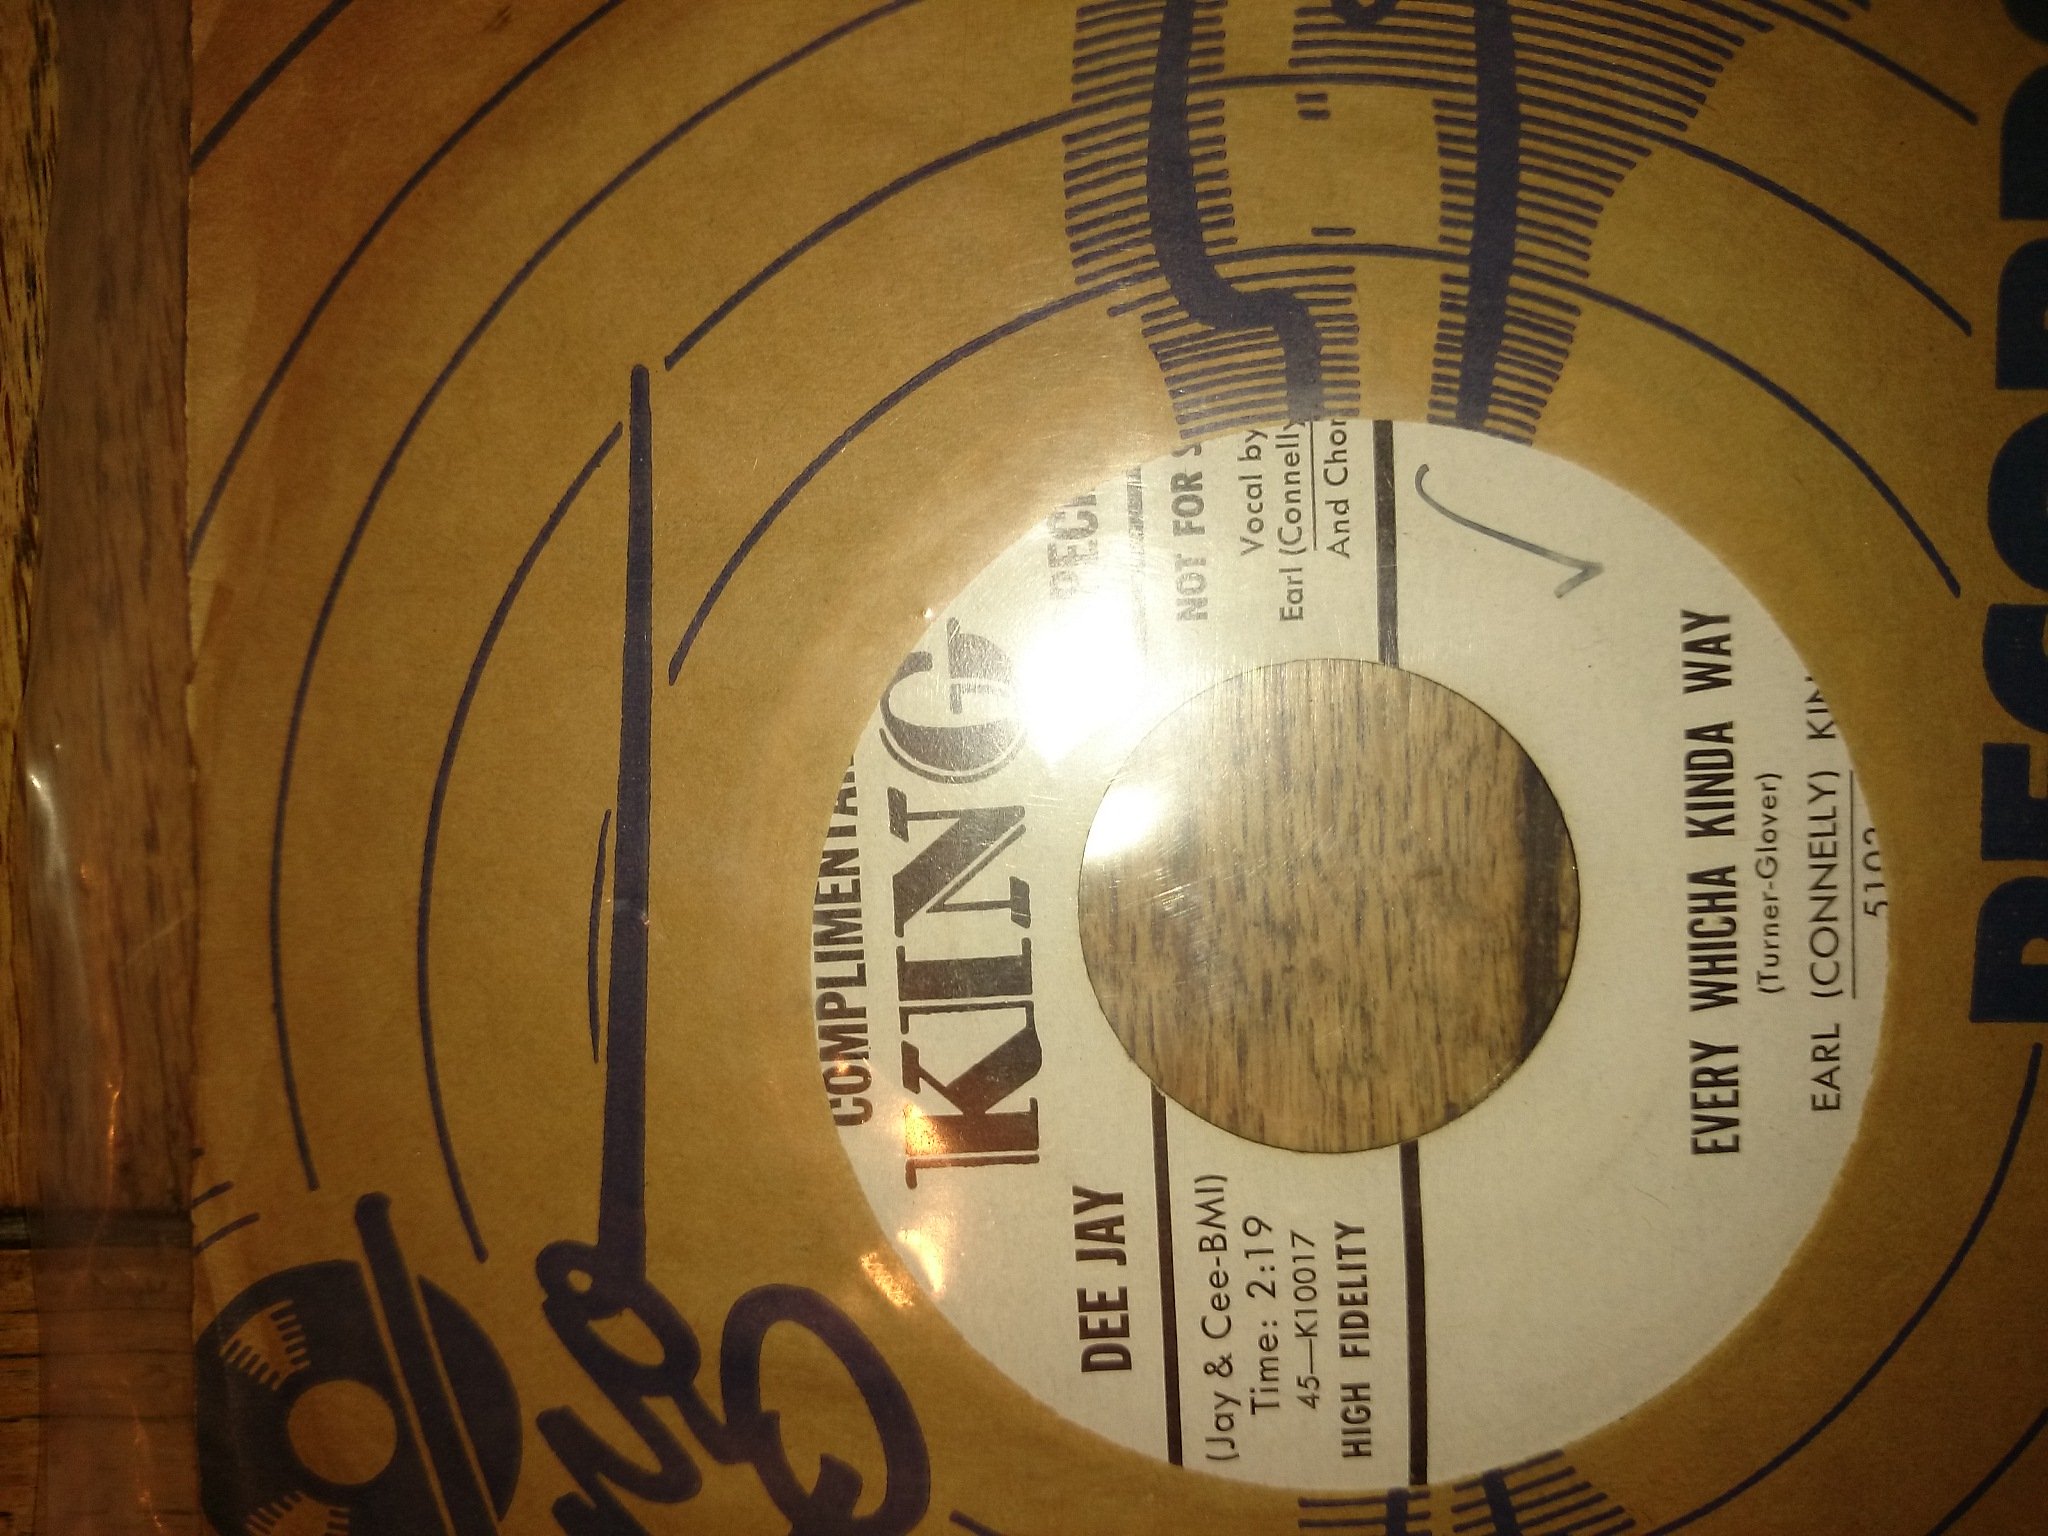 COMPLIMENTA
KING
DEE JAY
NOT FOR S
(Jay & Cee-BMI)
Time: 2:19
45—K10017
HIGH FIDELITY
Vocal by
Earl (Connelly
And Chor
EVERY WHICHA KINDA WAY
(Turner-Glover)
EARL (CONNELLY) KIN